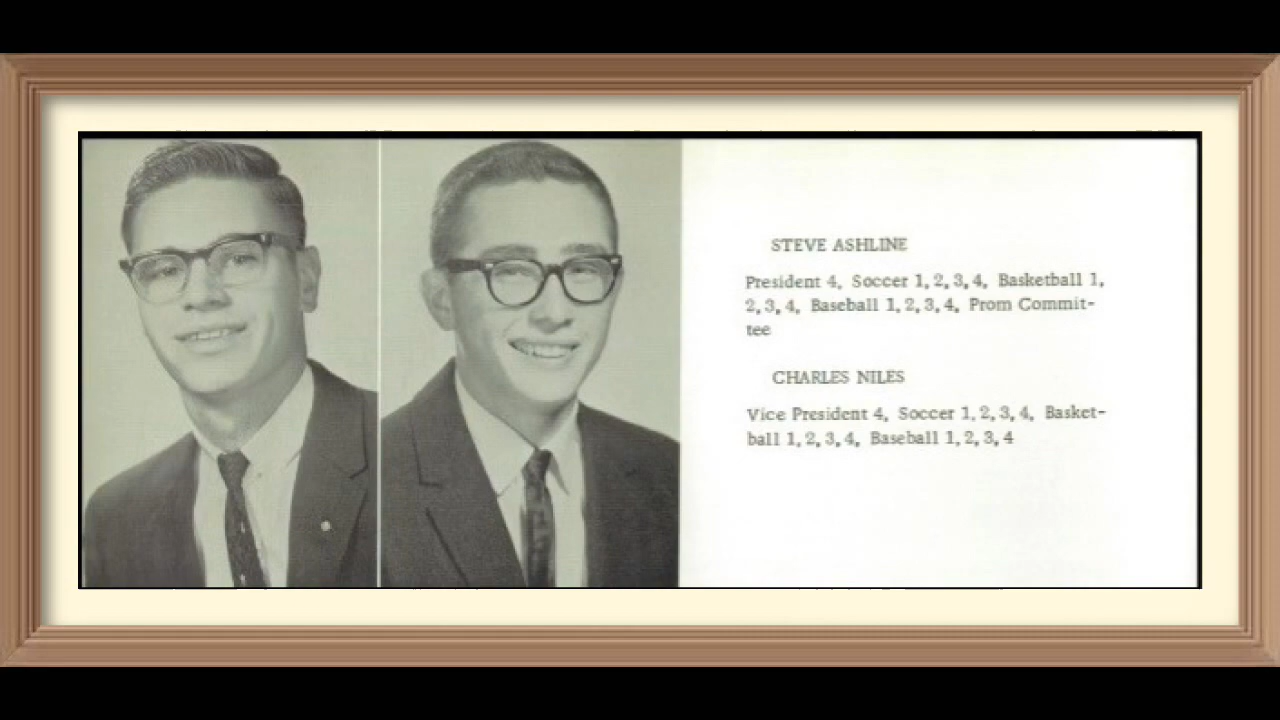 STEVE ASHLINE
President 4, Soccer 1, 2, 3, 4, Basketball 1,
2, 3, 4, Baseball 1, 2, 3, 4, Prom Commit-
tee
CHARLES NILES
Vice President 4, Soccer 1, 2, 3, 4, Basket-
ball 1, 2, 3, 4, Baseball 1, 2, 3, 4